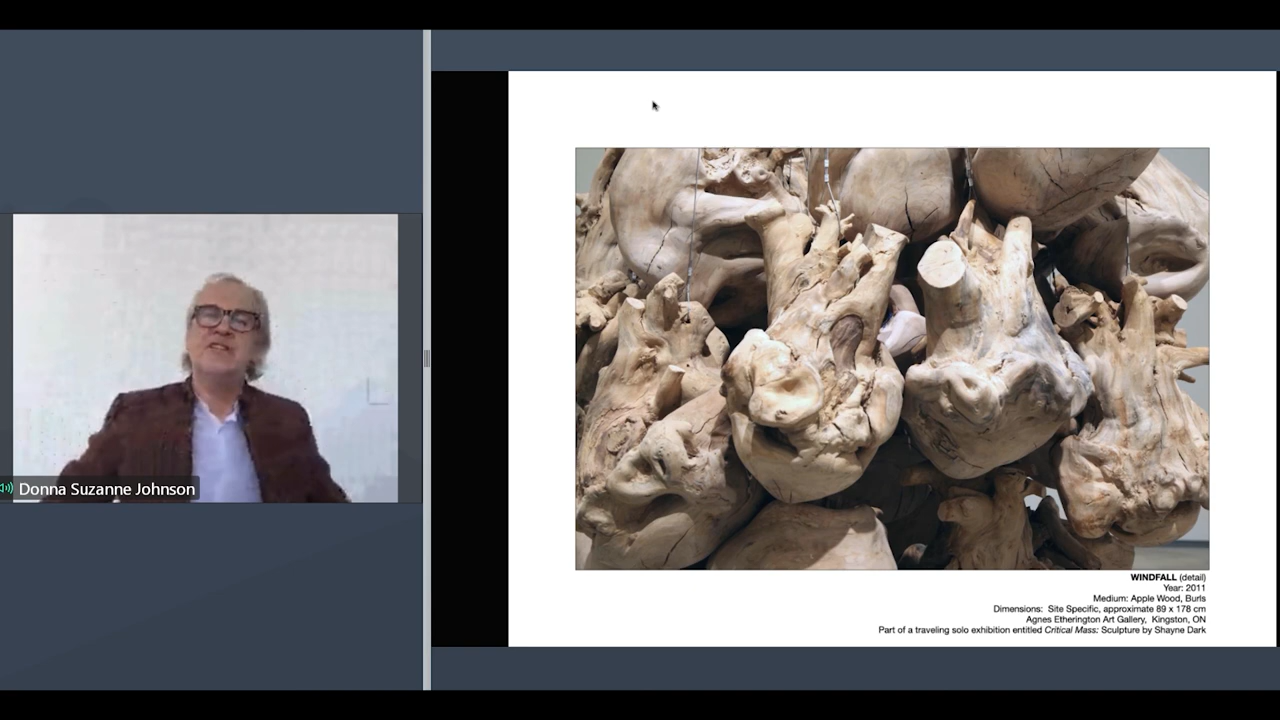 Donna Suzanne Johnson
WINDFALL (detail)
Year: 2011
Medium: Apple Wood, Burls
Dimensions: Site Specific, approximate 89 x 178 cm
Agnes Etherington Art Gallery, Kingston, ON
Part of a traveling solo exhibition entitled Critical Mass: Sculpture by Shayne Dark